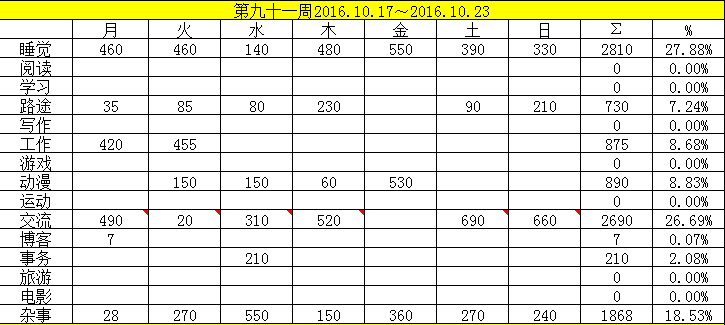 第九十一周2016.10.17～2016.10.23
月 火 水 木 金 土 日 Σ %
睡觉 460 460 140 480 550 390 330 2810 27.88%
阅读 0 0.00%
学习 0 0.00%
路途 35 85 80 230 90 210 730 7.24%
写作 0 0.00%
工作 420 455 875 8.68%
游戏 0 0.00%
动漫 150 150 60 530 890 8.83%
运动 0 0.00%
交流 490 20 310 520 690 660 2690 26.69%
博客 7 7 0.07%
事务 210 210 2.08%
旅游 0 0.00%
电影 0 0.00%
杂事 28 270 550 150 360 270 240 1868 18.53%